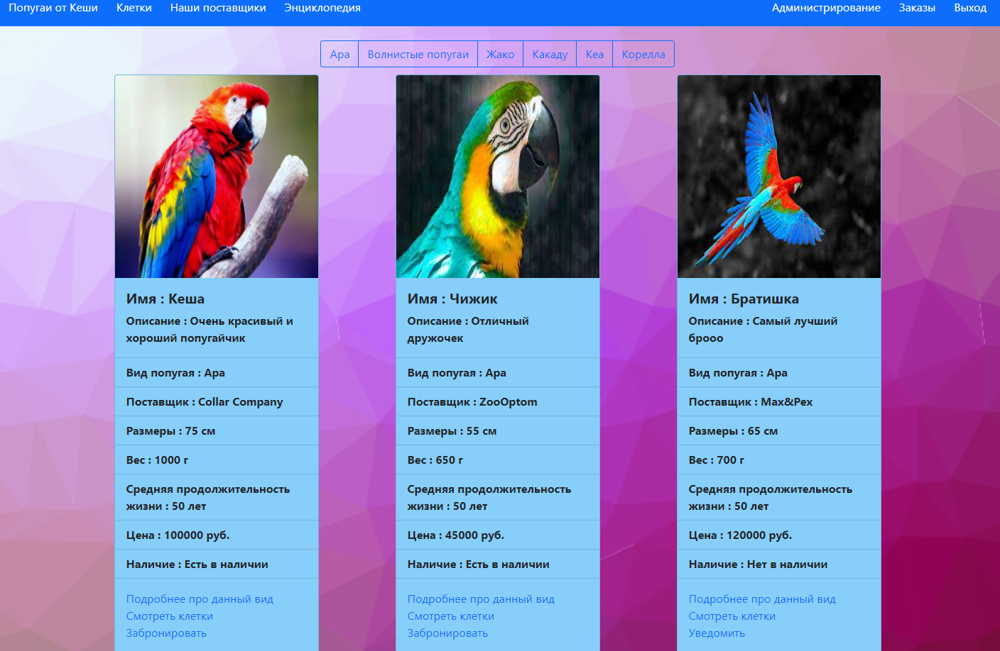 Попугаи от Кеши Клетки Наши поставщики Энциклопедия Администрирование Заказы Выход
Ара Волнистые попугаи Жако Какаду Кеа Корелла
Имя : Кеша
Описание : Очень красивый и
хороший попугайчик
Вид попугая : Ара
Поставщик : Collar Company
Размеры : 75 см
Вес : 1000 г
Средняя продолжительность
жизни : 50 лет
Цена : 100000 руб.
Наличие : Есть в наличии
Подробнее про данный вид
Смотреть клетки
Забронировать
Имя : Чижик
Описание : Отличный
дружочек
Вид попугая : Ара
Поставщик : ZooOptom
Размеры : 55 см
Вес : 650 г
Средняя продолжительность
жизни : 50 лет
Цена : 45000 руб.
Наличие : Есть в наличии
Подробнее про данный вид
Смотреть клетки
Забронировать
Имя : Братишка
Описание : Самый лучший
брооо
Вид попугая : Ара
Поставщик : Max&Pex
Размеры : 65 см
Вес : 700 г
Средняя продолжительность
жизни : 50 лет
Цена : 120000 руб.
Наличие : Нет в наличии
Подробнее про данный вид
Смотреть клетки
Уведомить